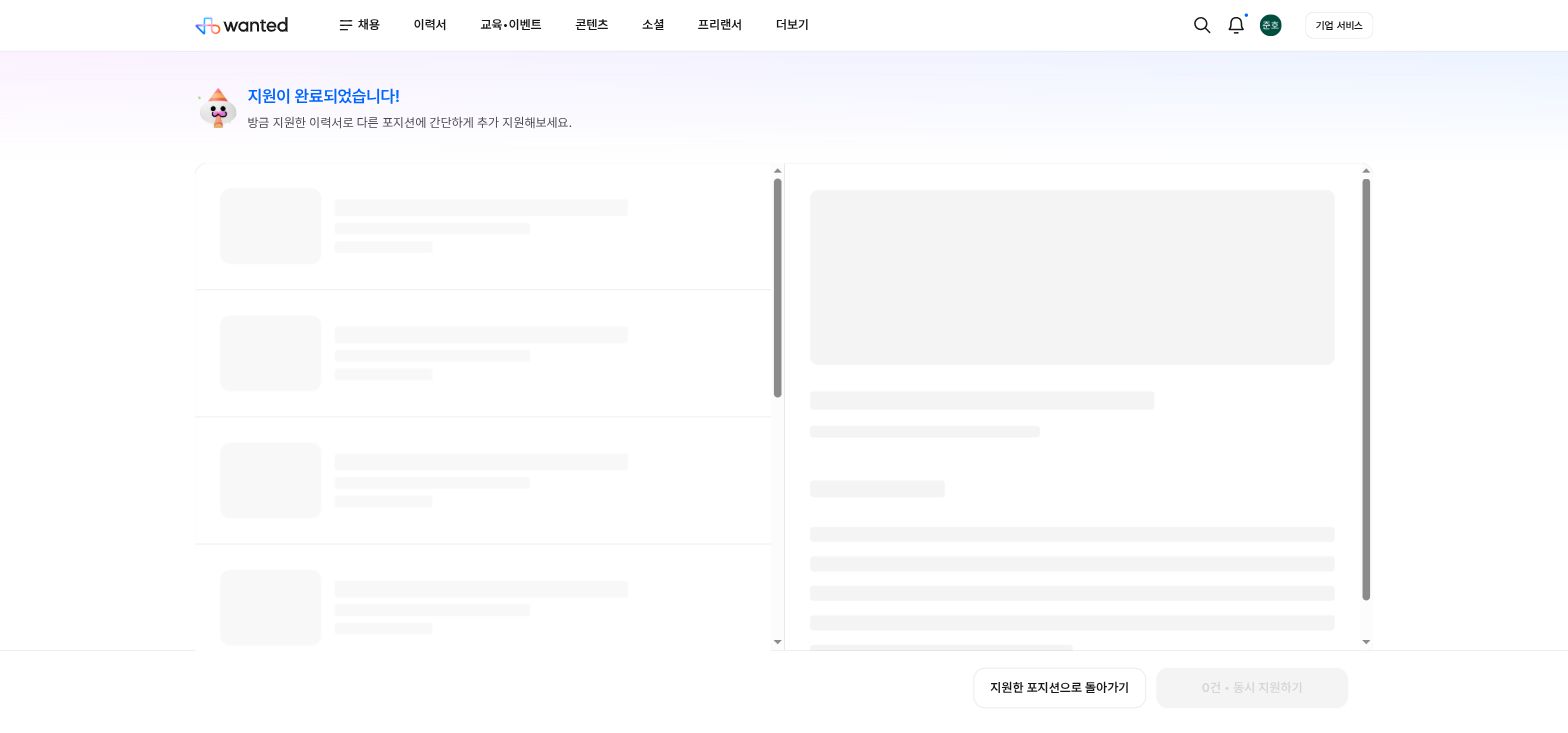 wanted 채용 이력서 교육•이벤트 콘텐츠 소셜 프리랜서 더보기 준호 기업 서비스
지원이 완료되었습니다!
방금 지원한 이력서로 다른 포지션에 간단하게 추가 지원해보세요.
지원한 포지션으로 돌아가기 0건 • 동시 지원하기